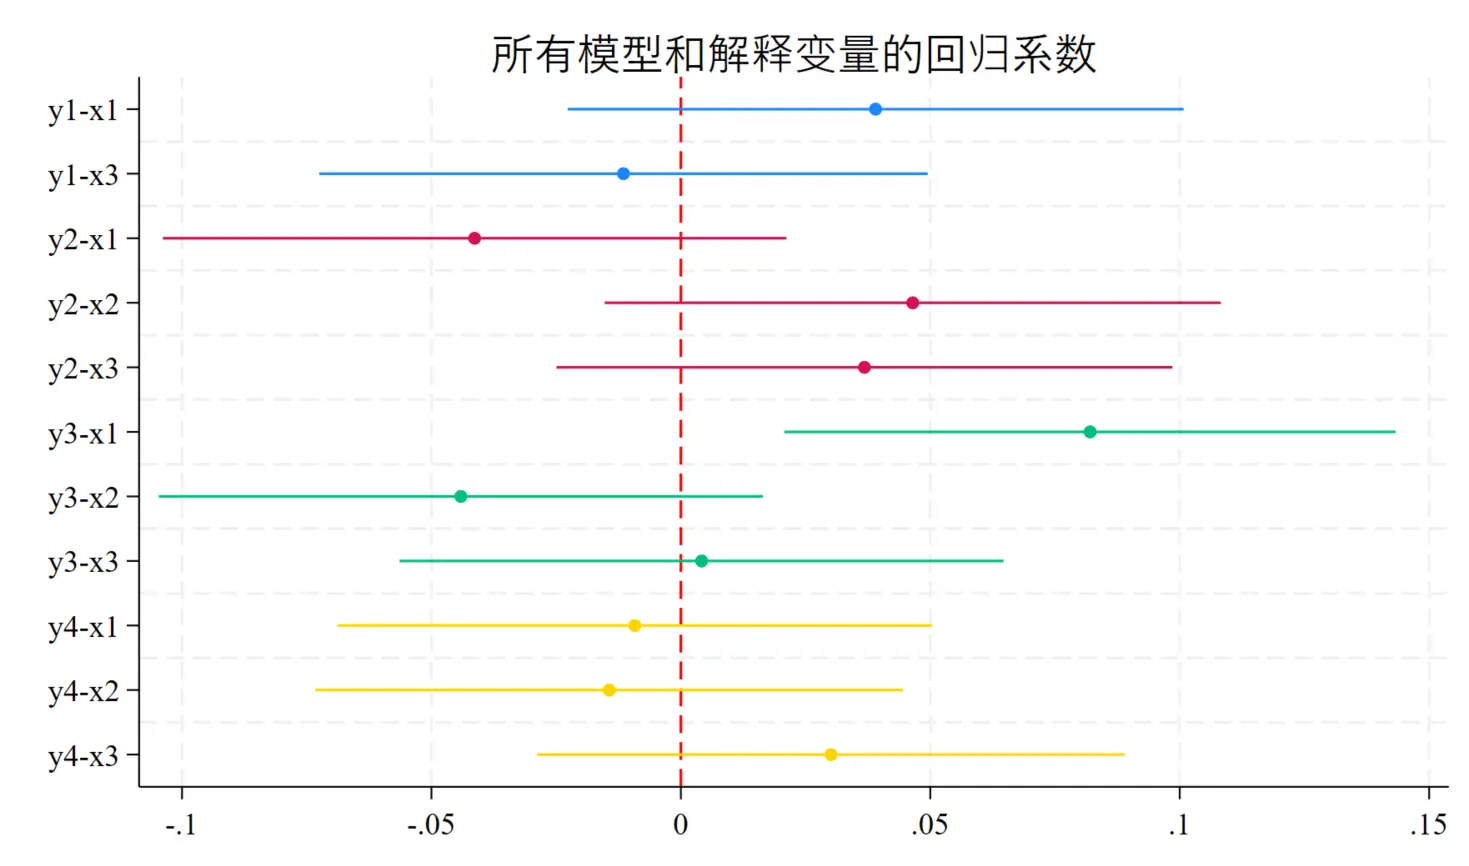 所有模型和解释变量的回归系数
y1-x1
y1-x3
y2-x1
y2-x2
y2-x3
y3-x1
y3-x2
y3-x3
y4-x1
y4-x2
y4-x3
-.1 -.05 0 .05 .1 .15